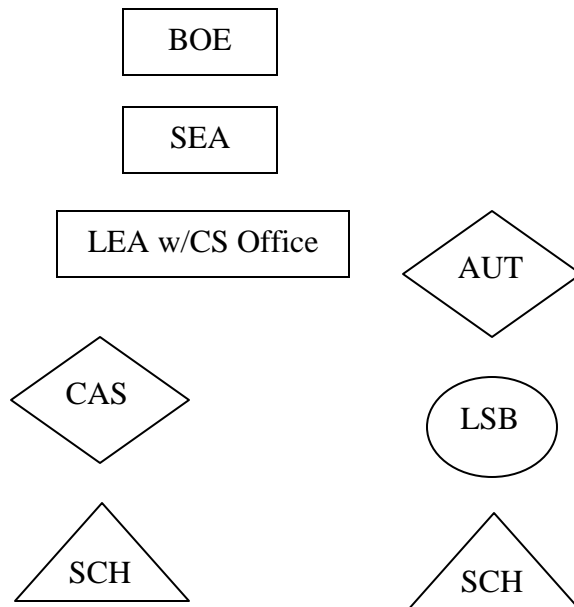 BOE
SEA
LEA w/CS Office
AUT
CAS
LSB
SCH
SCH